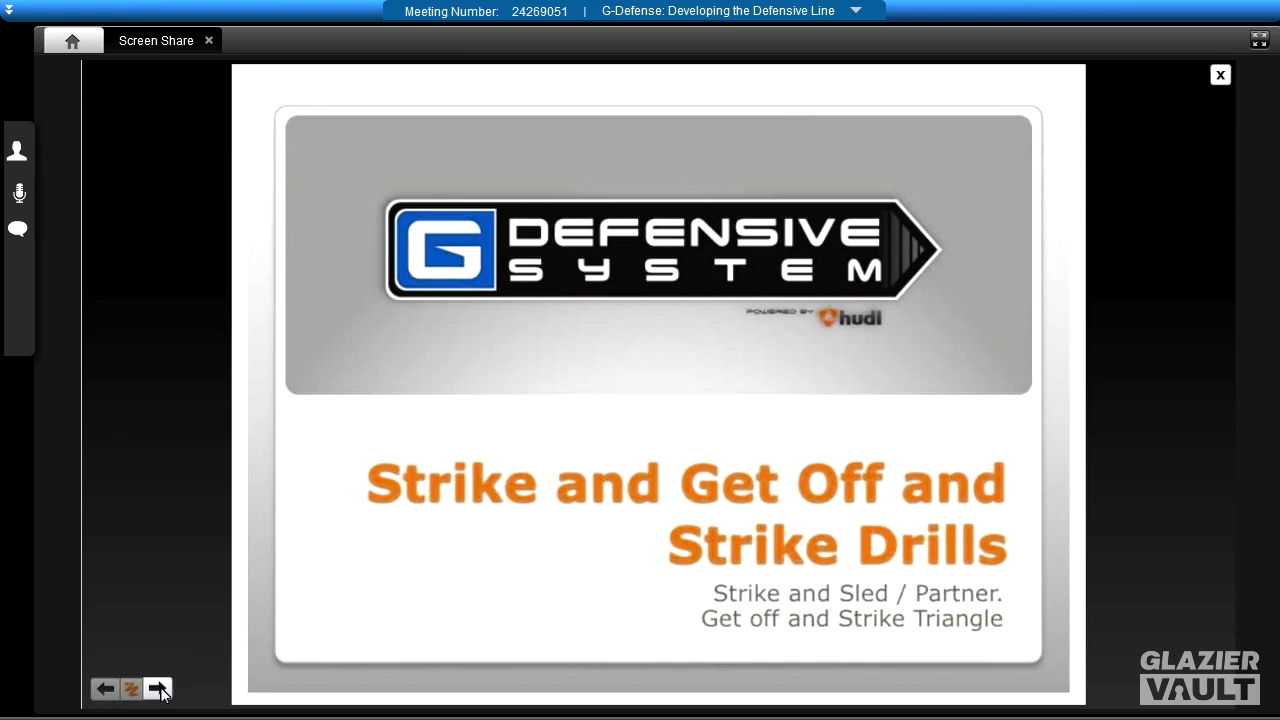 Meeting Number: 24269051 | G-Defense: Developing the Defensive Line
Screen Share
x
G DEFENSIVE
SYSTEM
POWERED BY hudl
Strike and Get Off and
Strike Drills
Strike and Sled / Partner.
Get off and Strike Triangle
GLAZIER
VAULT